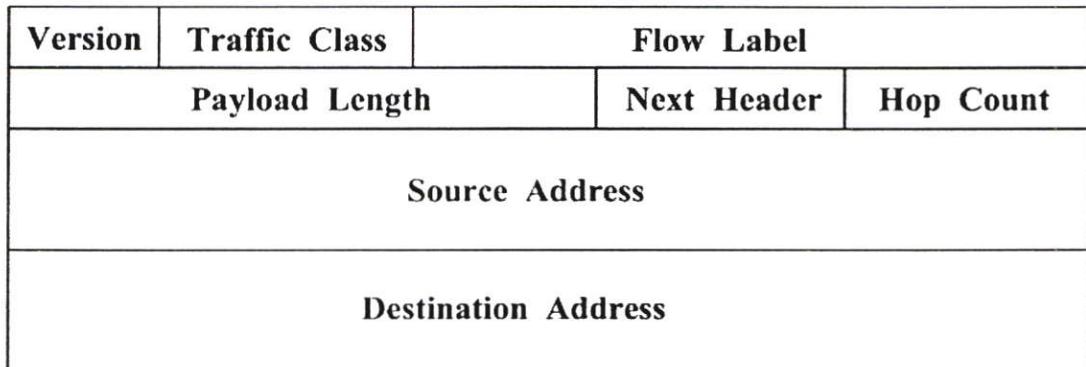 Version Traffic Class Flow Label
Payload Length Next Header Hop Count
Source Address
Destination Address